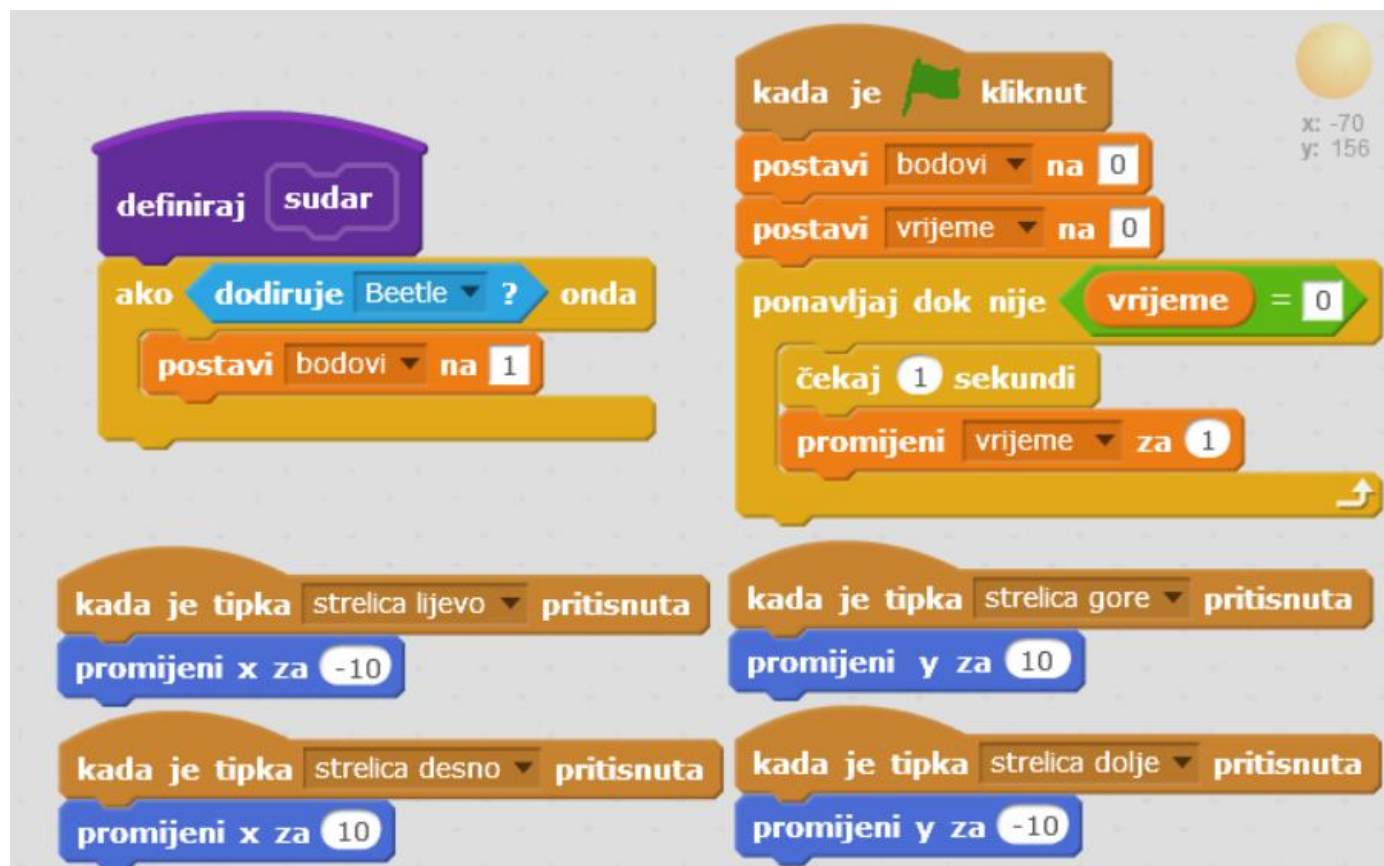 definiraj sudar
ako dodiruje Beetle ? onda
postavi bodovi na 1
kada je kliknut
postavi bodovi na 0
postavi vrijeme na 0
ponavljaj dok nije vrijeme = 0
čekaj 1 sekundi
promijeni vrijeme za 1
x: -70
y: 156
kada je tipka strelica lijevo pritisnuta
promijeni x za -10
kada je tipka strelica gore pritisnuta
promijeni y za 10
kada je tipka strelica desno pritisnuta
promijeni x za 10
kada je tipka strelica dolje pritisnuta
promijeni y za -10